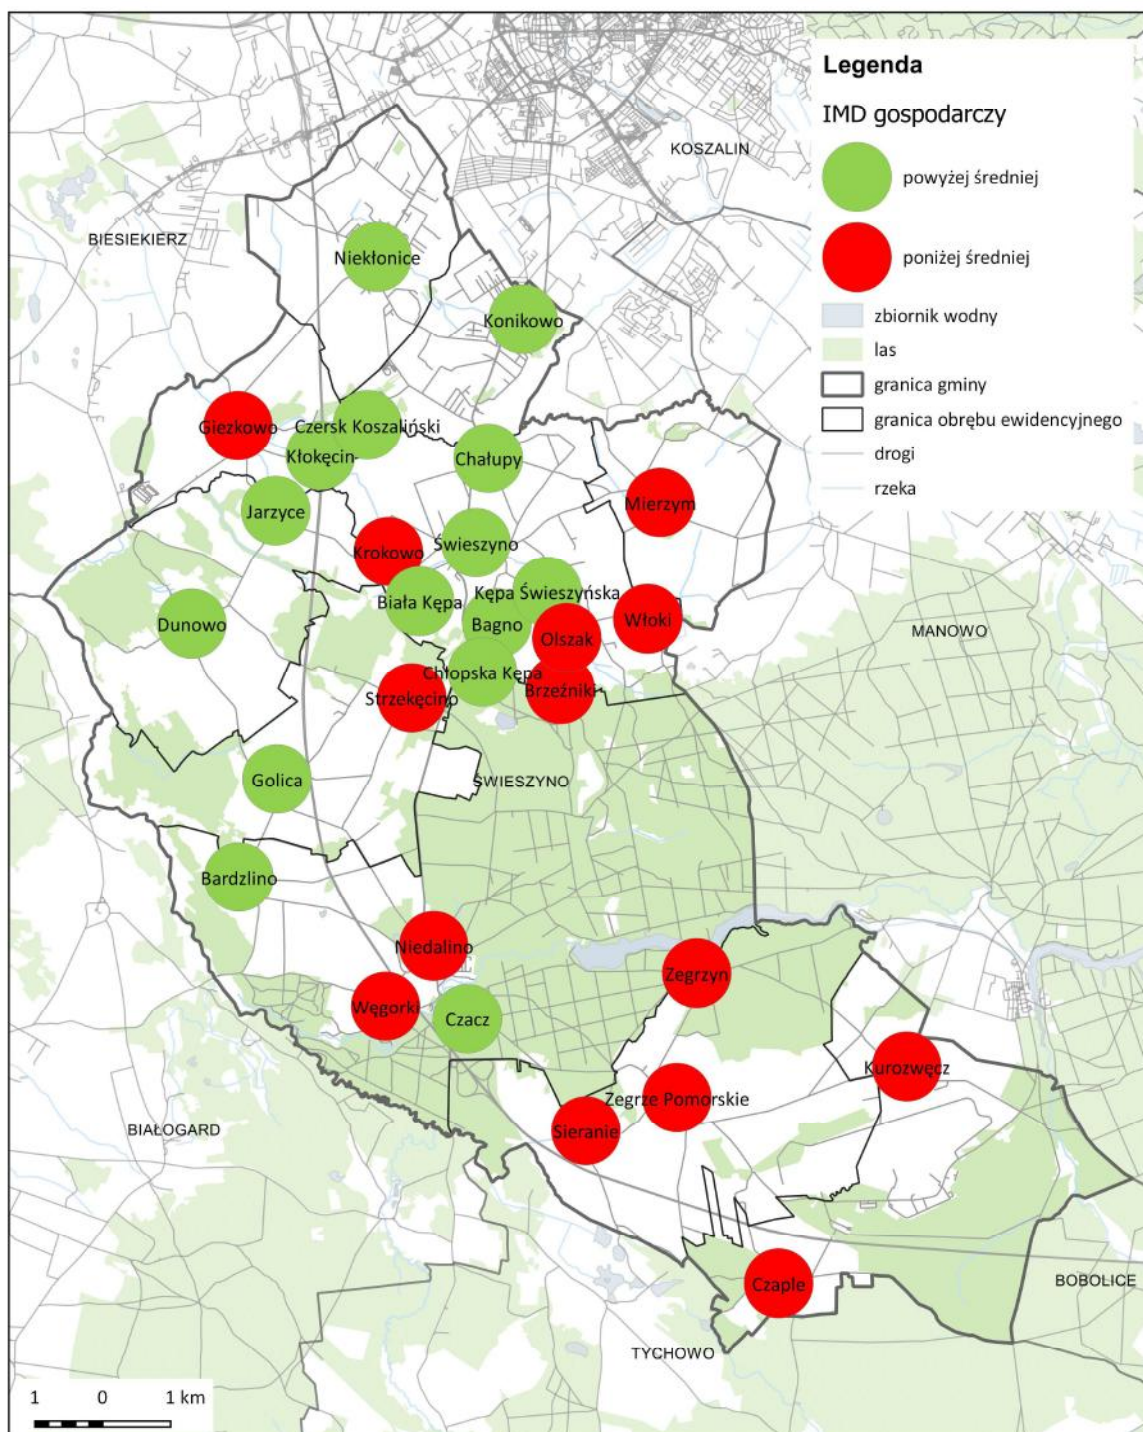 Legenda
IMD gospodarczy
powyżej średniej
poniżej średniej
zbiornik wodny
las
granica gminy
granica obrębu ewidencyjnego
drogi
rzeka
KOSZALIN
BIESIEKIERZ
Niekłonice
Konikowo
Giezkowo
Czersk Koszaliński
Kłokęcin
Chałupy
Jarzyce
Mierzym
Krokowo
Świeszyno
Kępa Świeszyńska
Biała Kępa
Dunowo
Bagno
Włoki
Olszak
MANOWO
Chłopska Kępa
Brzeźniki
Strzekęcino
Golica
ŚWIESZYNO
Bardzlino
Niedalino
Zegrzyn
Węgorki
Czacz
Kurozwęcz
Zegrze Pomorskie
BIAŁOGARD
Sieranie
Czaple
BOBOLICE
TYCHOWO
1 0 1 km